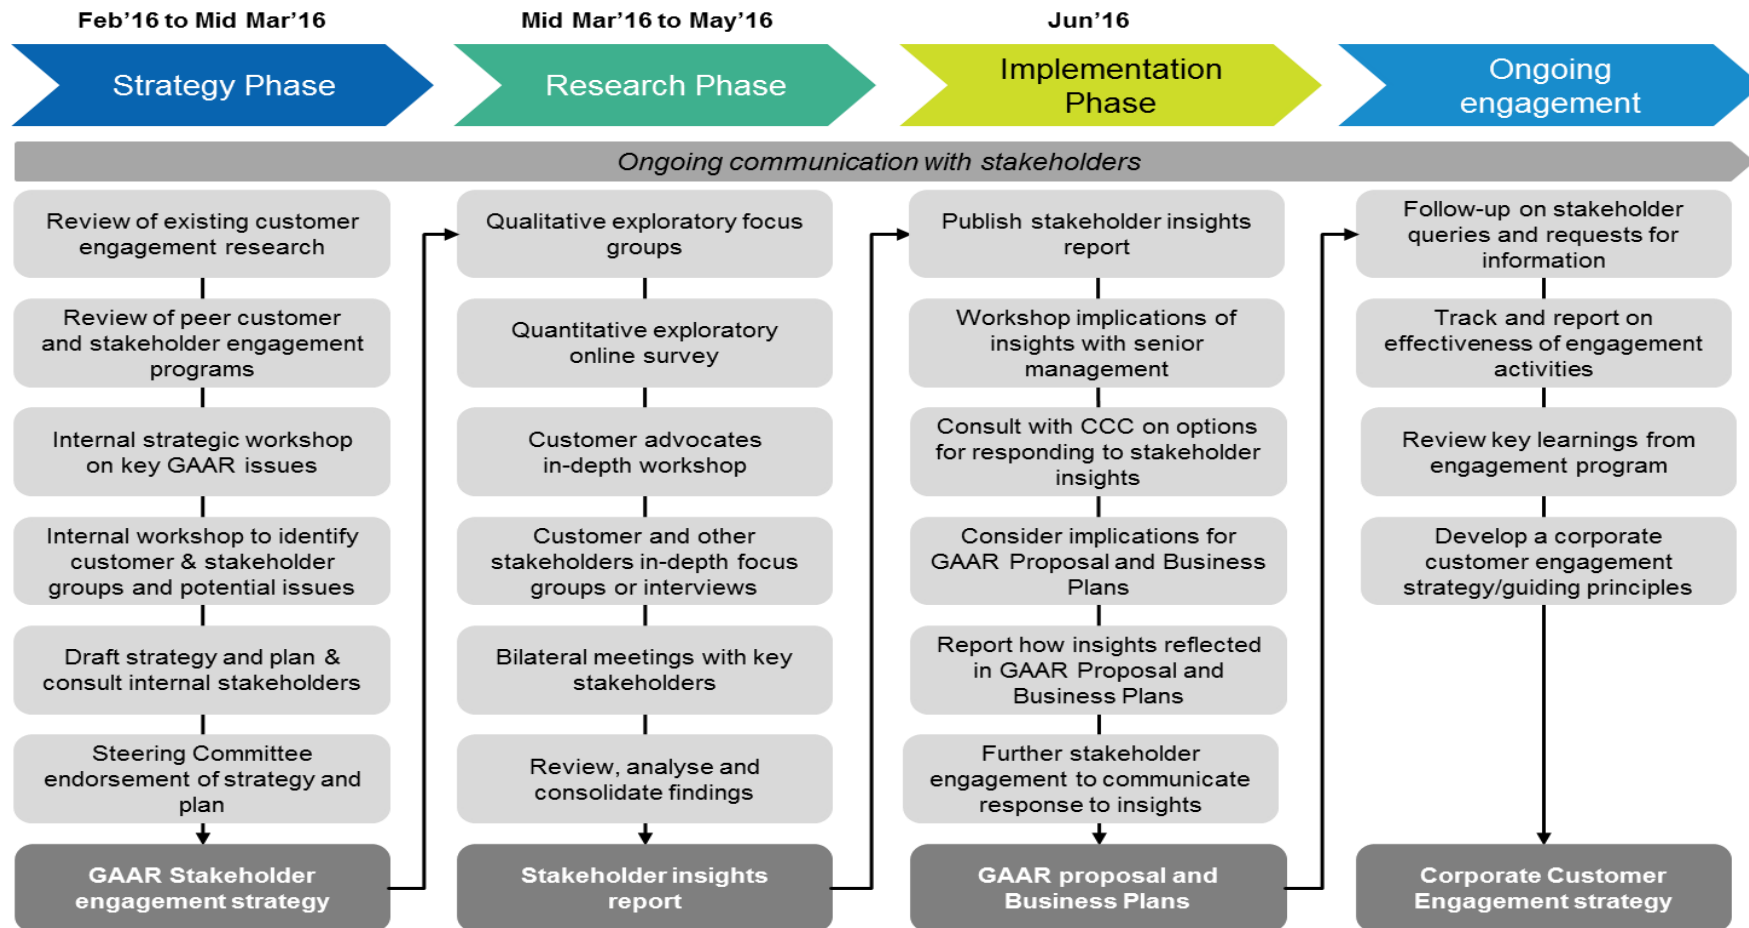 Feb’16 to Mid Mar’16
Mid Mar’16 to May’16
Jun’16
Strategy Phase
Research Phase
Implementation
Phase
Ongoing
engagement
Ongoing communication with stakeholders
Review of existing customer
engagement research
Review of peer customer
and stakeholder engagement
programs
Internal strategic workshop
on key GAAR issues
Internal workshop to identify
customer & stakeholder
groups and potential issues
Draft strategy and plan &
consult internal stakeholders
Steering Committee
endorsement of strategy and
plan
GAAR Stakeholder
engagement strategy
Qualitative exploratory focus
groups
Quantitative exploratory
online survey
Customer advocates
in-depth workshop
Customer and other
stakeholders in-depth focus
groups or interviews
Bilateral meetings with key
stakeholders
Review, analyse and
consolidate findings
Stakeholder insights
report
Publish stakeholder insights
report
Workshop implications of
insights with senior
management
Consult with CCC on options
for responding to stakeholder
insights
Consider implications for
GAAR Proposal and Business
Plans
Report how insights reflected
in GAAR Proposal and
Business Plans
Further stakeholder
engagement to communicate
response to insights
GAAR proposal and
Business Plans
Follow-up on stakeholder
queries and requests for
information
Track and report on
effectiveness of engagement
activities
Review key learnings from
engagement program
Develop a corporate
customer engagement
strategy/guiding principles
Corporate Customer
Engagement strategy